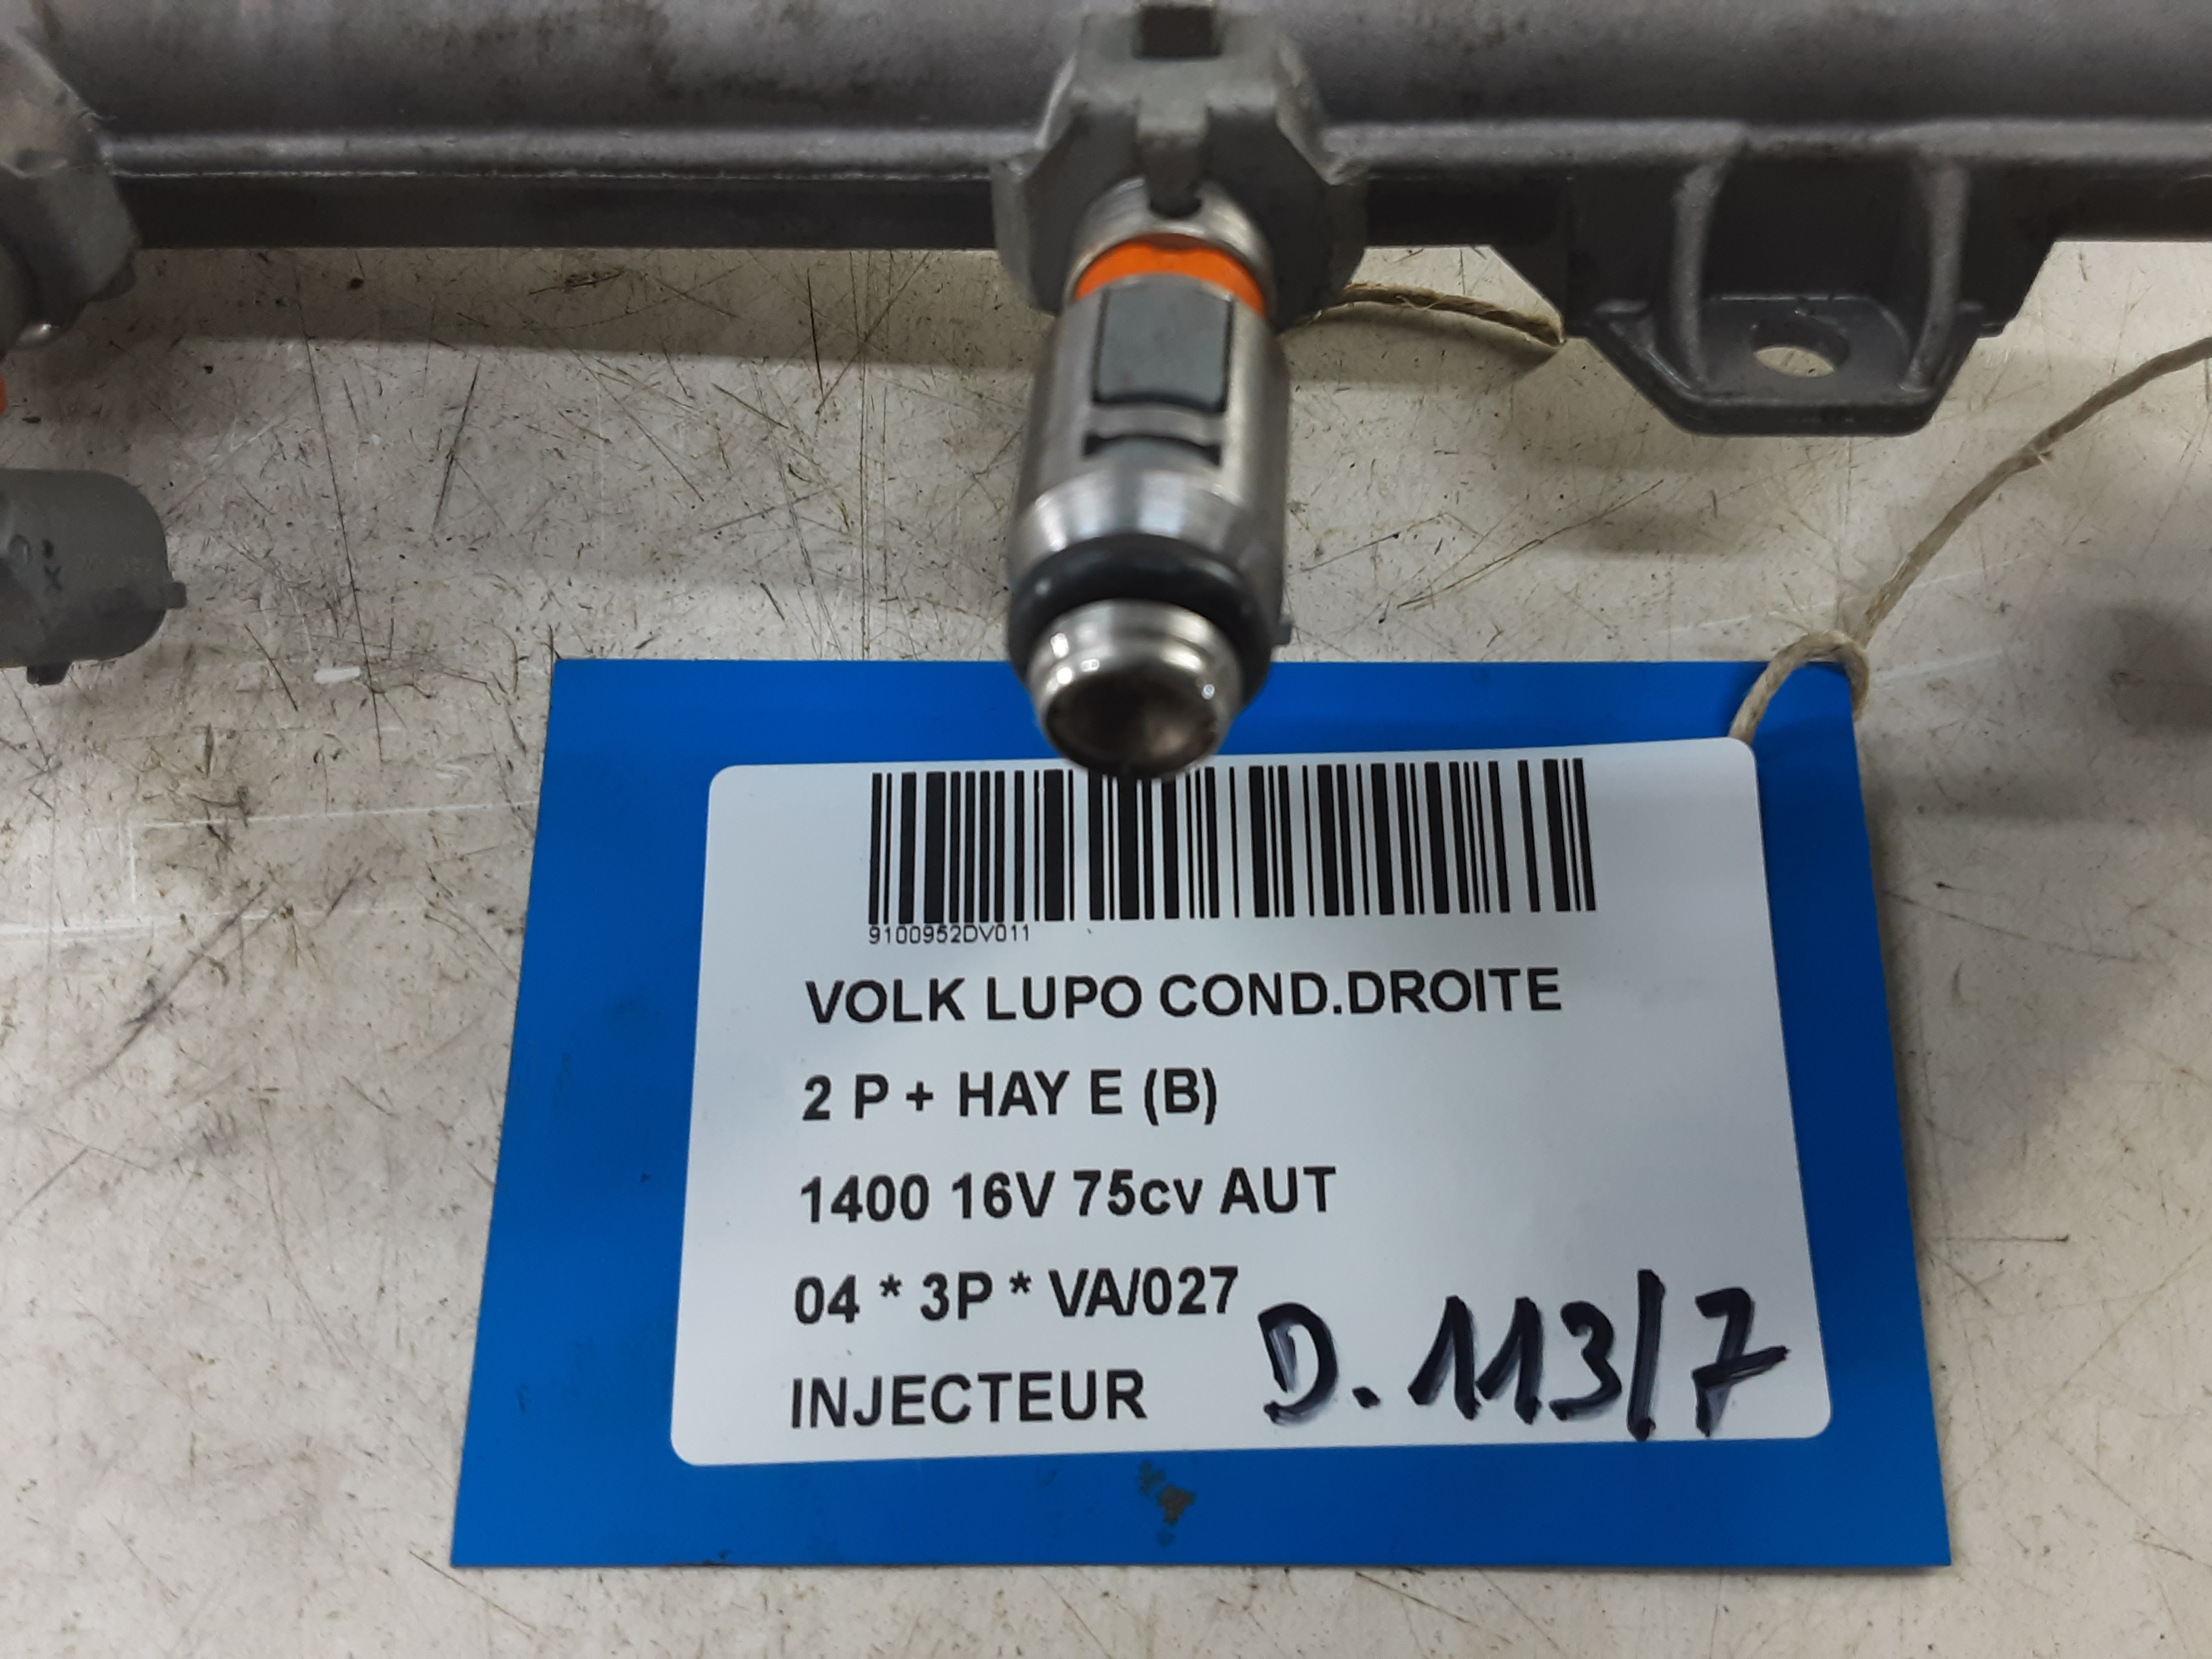 9100952DV011
VOLK LUPO COND.DROITE
2 P + HAY E (B)
1400 16V 75cv AUT
04 * 3P * VA/027
INJECTEUR
D.113/7